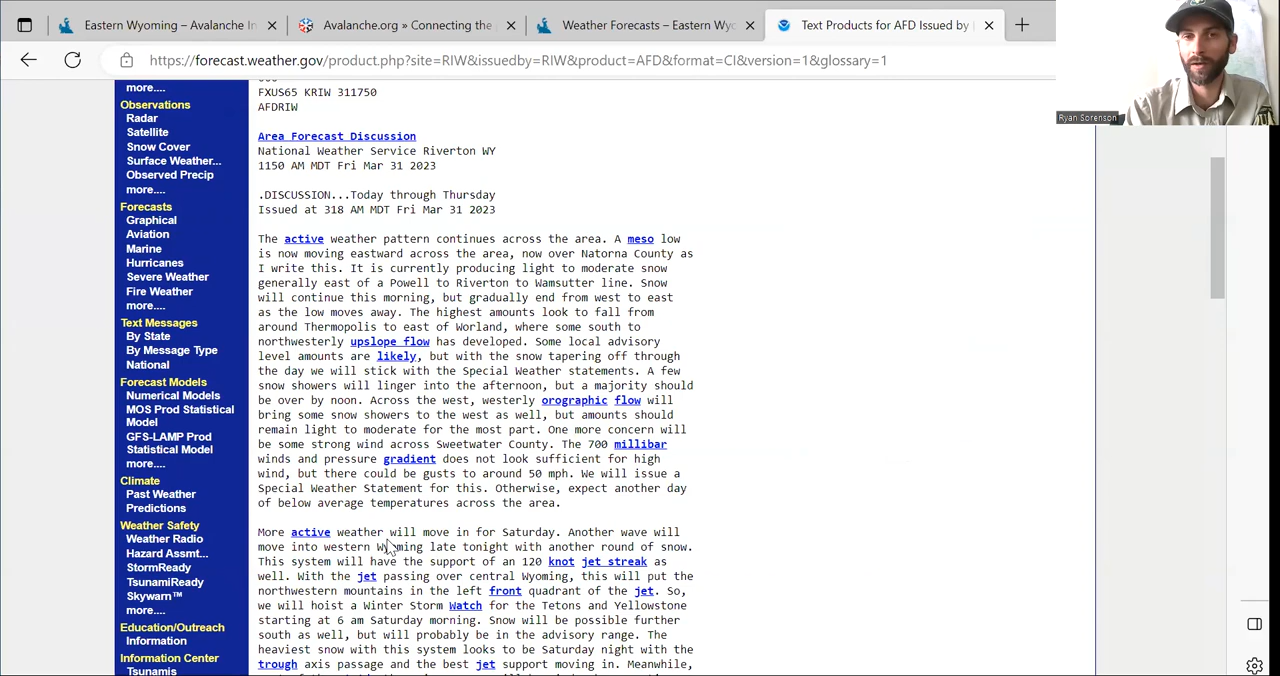 Eastern Wyoming – Avalanche In
Avalanche.org » Connecting the
Weather Forecasts – Eastern Wyo
Text Products for AFD Issued by
https://forecast.weather.gov/product.php?site=RIW&issuedby=RIW&product=AFD&format=CI&version=1&glossary=1
Ryan Sorenson
more....
Observations
Radar
Satellite
Snow Cover
Surface Weather...
Observed Precip
more....
Forecasts
Graphical
Aviation
Marine
Hurricanes
Severe Weather
Fire Weather
more....
Text Messages
By State
By Message Type
National
Forecast Models
Numerical Models
MOS Prod Statistical
Model
GFS-LAMP Prod
Statistical Model
more....
Climate
Past Weather
Predictions
Weather Safety
Weather Radio
Hazard Assmt...
StormReady
TsunamiReady
Skywarn™
more....
Education/Outreach
Information
Information Center
Tsunamis
FXUS65 KRIW 311750
AFDRIW
Area Forecast Discussion
National Weather Service Riverton WY
1150 AM MDT Fri Mar 31 2023
.DISCUSSION...Today through Thursday
Issued at 318 AM MDT Fri Mar 31 2023
The active weather pattern continues across the area. A meso low
is now moving eastward across the area, now over Natorna County as
I write this. It is currently producing light to moderate snow
generally east of a Powell to Riverton to Wamsutter line. Snow
will continue this morning, but gradually end from west to east
as the low moves away. The highest amounts look to fall from
around Thermopolis to east of Worland, where some south to
northwesterly upslope flow has developed. Some local advisory
level amounts are likely, but with the snow tapering off through
the day we will stick with the Special Weather statements. A few
snow showers will linger into the afternoon, but a majority should
be over by noon. Across the west, westerly orographic flow will
bring some snow showers to the west as well, but amounts should
remain light to moderate for the most part. One more concern will
be some strong wind across Sweetwater County. The 700 millibar
winds and pressure gradient does not look sufficient for high
wind, but there could be gusts to around 50 mph. We will issue a
Special Weather Statement for this. Otherwise, expect another day
of below average temperatures across the area.
More active weather will move in for Saturday. Another wave will
move into western Wyoming late tonight with another round of snow.
This system will have the support of an 120 knot jet streak as
well. With the jet passing over central Wyoming, this will put the
northwestern mountains in the left front quadrant of the jet. So,
we will hoist a Winter Storm Watch for the Tetons and Yellowstone
starting at 6 am Saturday morning. Snow will be possible further
south as well, but will probably be in the advisory range. The
heaviest snow with this system looks to be Saturday night with the
trough axis passage and the best jet support moving in. Meanwhile,